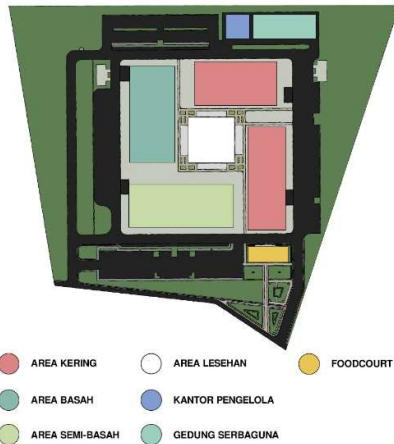 AREA KERING
AREA LESEHAN
FOODCOURT
AREA BASAH
KANTOR PENGELOLA
AREA SEMI-BASAH
GEDUNG SERBAGUNA